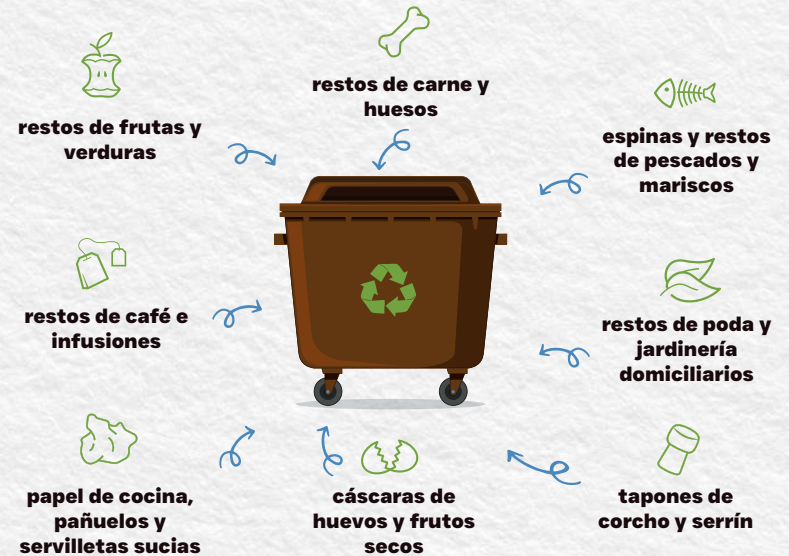 restos de carne y
huesos
restos de frutas y
verduras
espinas y restos
de pescados y
mariscos
restos de café e
infusiones
restos de poda y
jardinería
domiciliarios
papel de cocina,
pañuelos y
servilletas sucias
cáscaras de
huevos y frutos
secos
tapones de
corcho y serrín